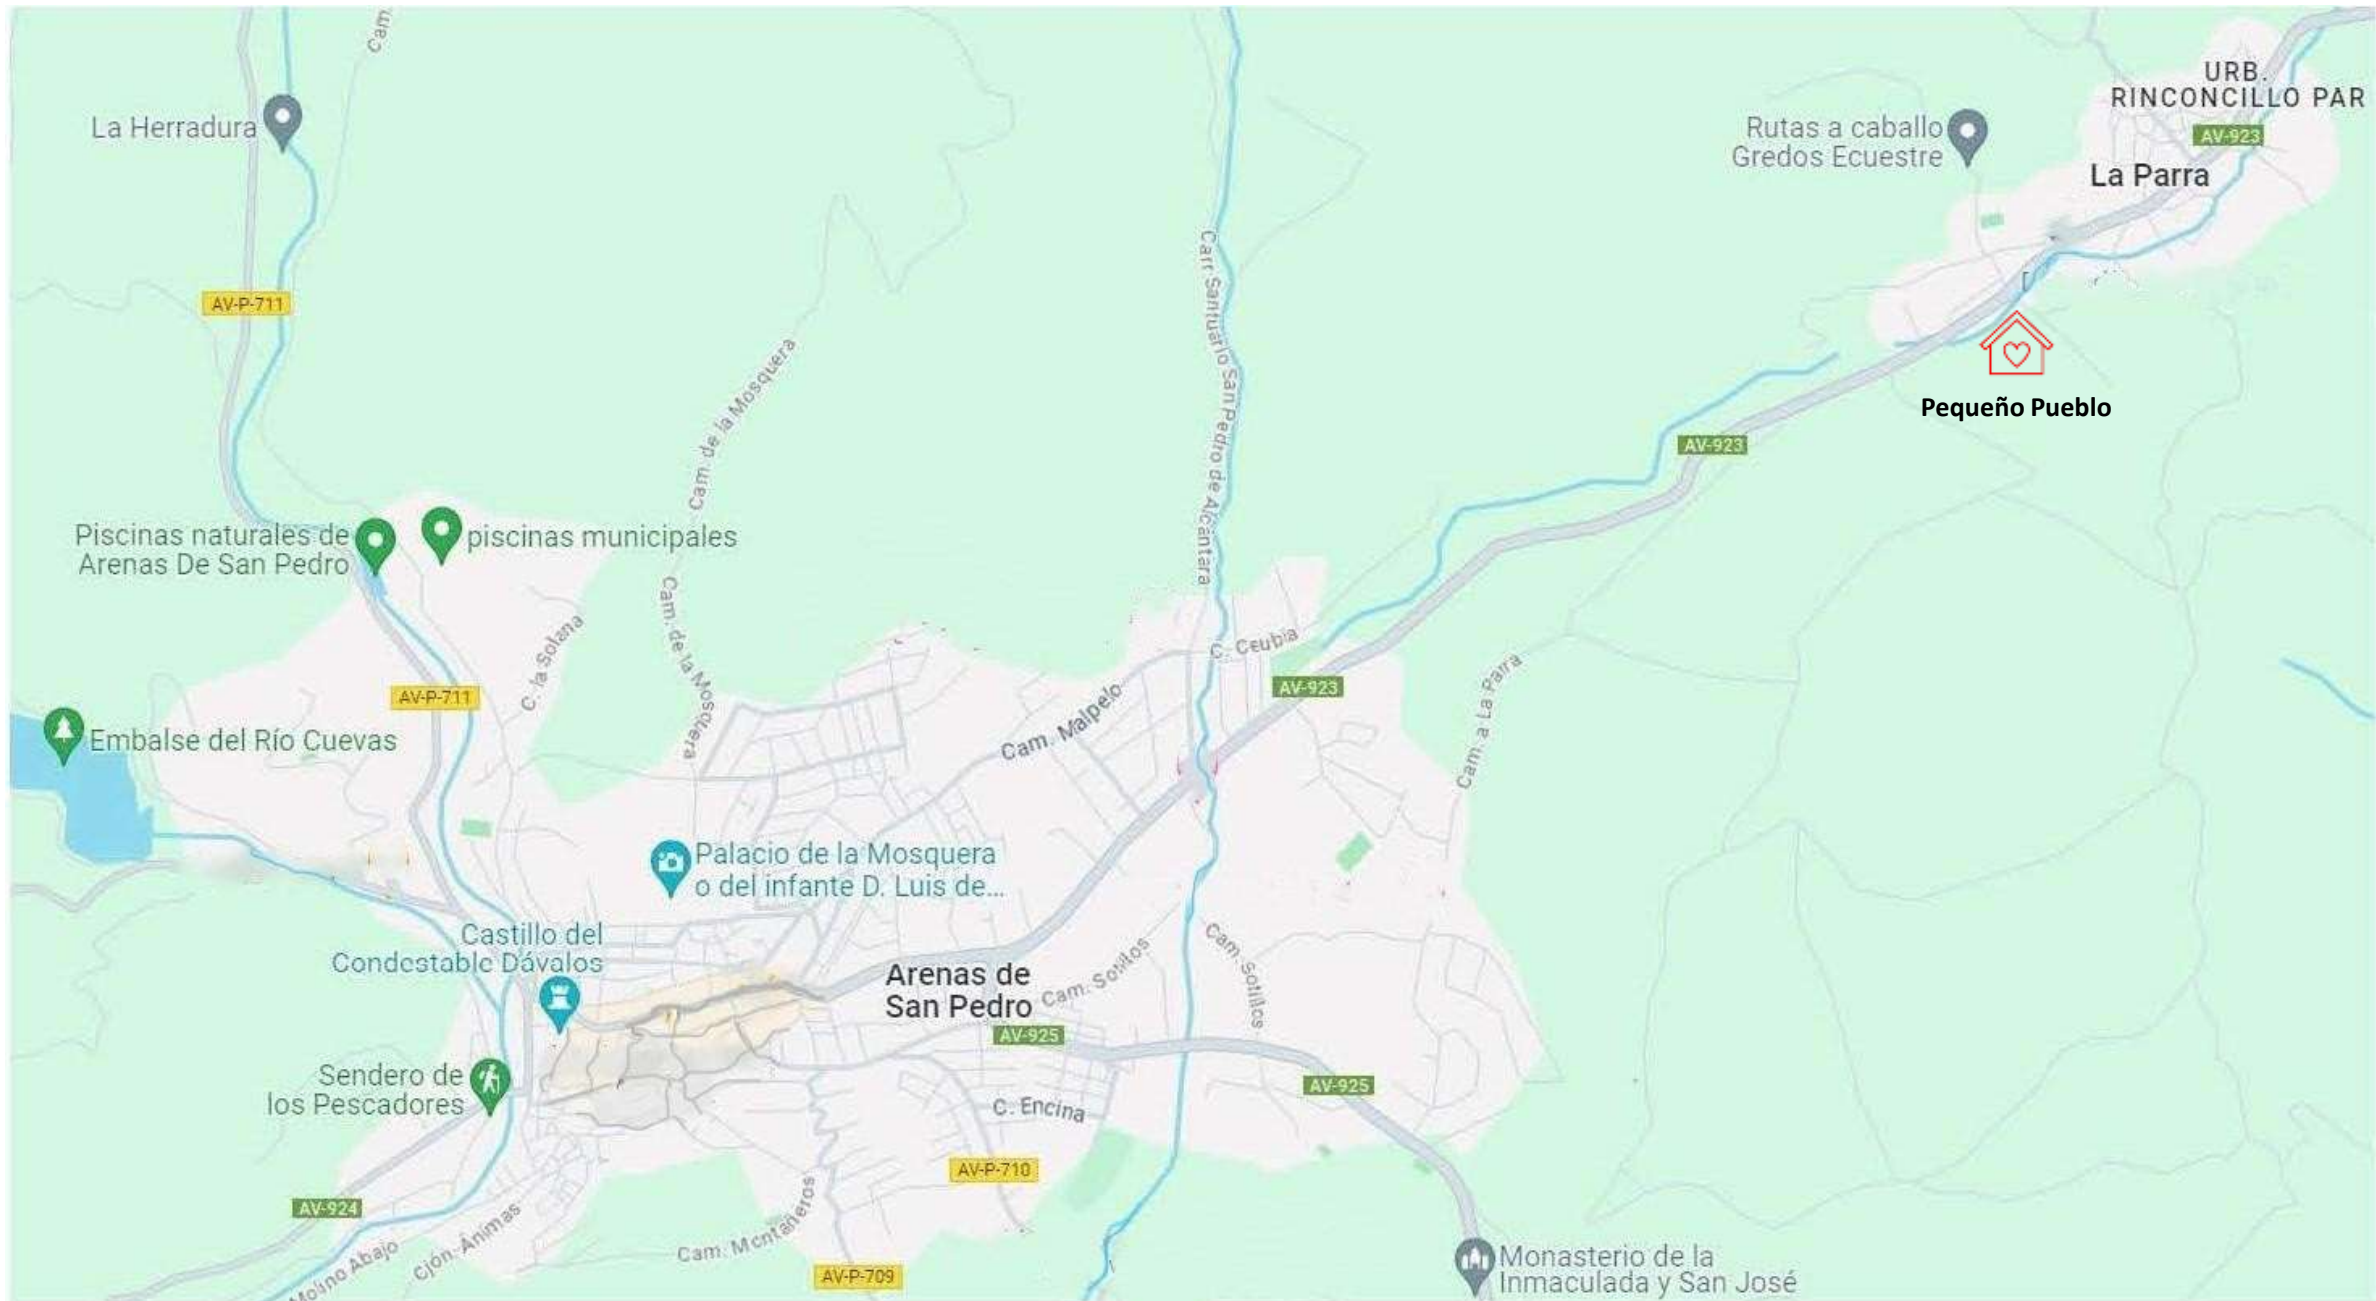 Cam.
URB.
RINCONCILLO PAR
La Herradura
Rutas a caballo
Gredos Ecuestre
AV-923
La Parra
Carr Santuario San Pedro de Alcántara
AV-P-711
Cam. de la Mosquera
Pequeño Pueblo
AV-923
Piscinas naturales de
Arenas De San Pedro
piscinas municipales
C. la Solana
Cam. de la Mosquera
C. Ceubia
AV-923
Cam. a La Parra
AV-P-711
Cam. Malpelo
Embalse del Río Cuevas
Palacio de la Mosquera
o del infante D. Luis de...
Castillo del
Condestable Dávalos
Arenas de
San Pedro
Cam. Sotillos
Cam. Sotillos
AV-925
AV-925
Sendero de
los Pescadores
C. Encina
AV-P-710
AV-924
Cjón. Ánimas
Molino Abajo
Cam. Montañeros
AV-P-709
Monasterio de la
Inmaculada y San José